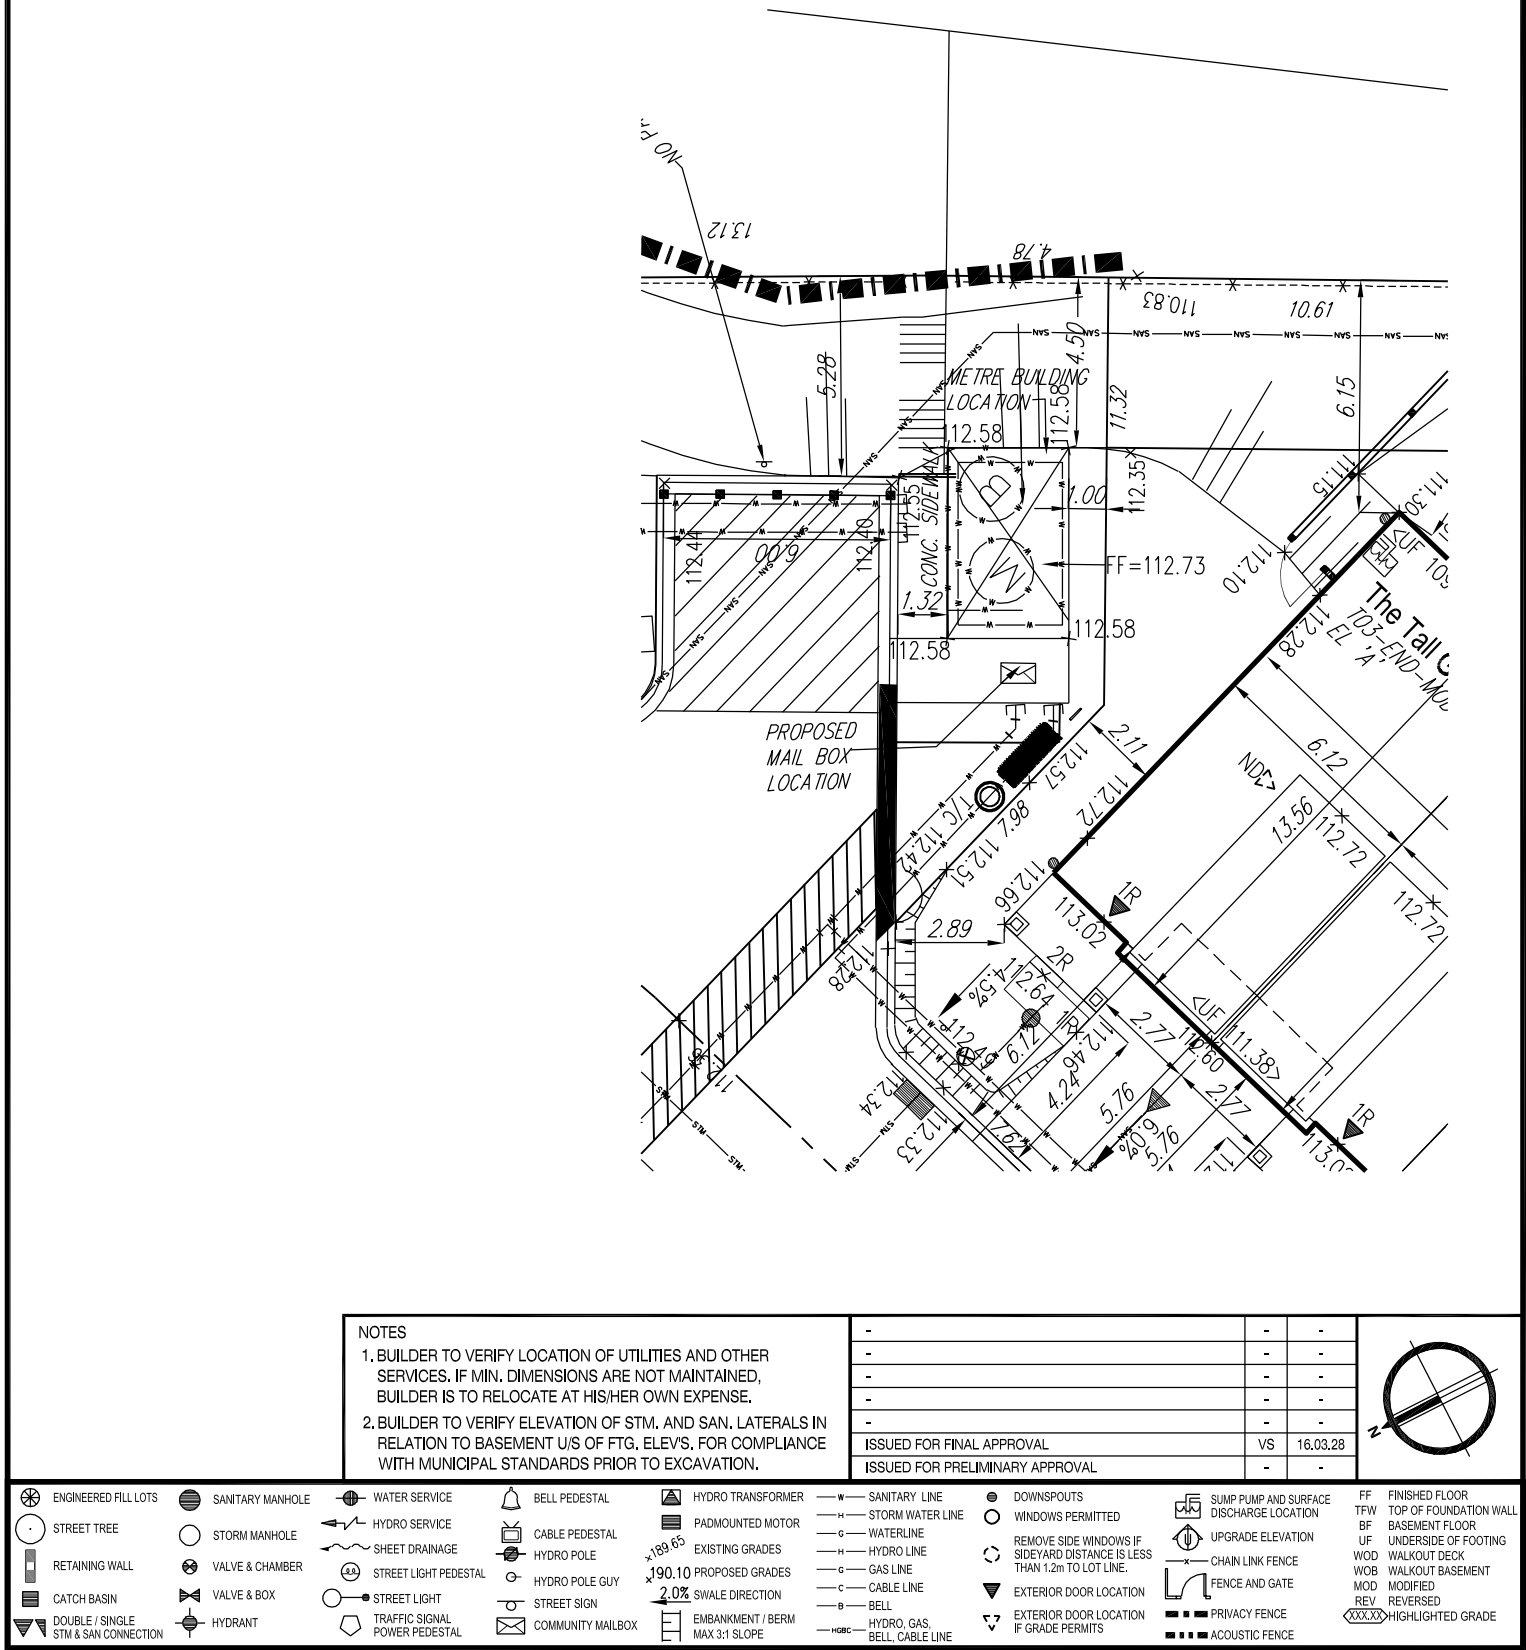 13.12
4.78
110.83
10.61
5.28
4.50
6.15
METRE BUILDING
LOCATION
112.58
112.58
11.32
112.35
1.00
111.15
111.30
112.55
CONC. SIDEWALK
B
W
112.44
6.00
112.40
FF=112.73
112.10
<UF
1.32
112.58
112.58
112.28
The Tall
T03-END-MOD
EL 'A'
PROPOSED
MAIL BOX
LOCATION
2.11
6.12
ND
112.57
112.72
13.56
112.72
T/C 112.42
7.98
112.51
112.66
113.02
1R
112.72
2.89
112.28
2R
4.5%
112.64
<UF
2.77
112.60
111.38>
6.17
1R
112.46
4.24
5.76
2.77
6.0%
5.76
1R
112.34
112.33
7.62
NOTES
1. BUILDER TO VERIFY LOCATION OF UTILITIES AND OTHER
SERVICES. IF MIN. DIMENSIONS ARE NOT MAINTAINED,
BUILDER IS TO RELOCATE AT HIS/HER OWN EXPENSE.
2. BUILDER TO VERIFY ELEVATION OF STM. AND SAN. LATERALS IN
RELATION TO BASEMENT U/S OF FTG. ELEV'S. FOR COMPLIANCE
WITH MUNICIPAL STANDARDS PRIOR TO EXCAVATION.
- - -
- - -
- - -
- - -
- - -
ISSUED FOR FINAL APPROVAL VS 16.03.28
ISSUED FOR PRELIMINARY APPROVAL - -
N
ENGINEERED FILL LOTS
STREET TREE
RETAINING WALL
CATCH BASIN
DOUBLE / SINGLE
STM & SAN CONNECTION
SANITARY MANHOLE
STORM MANHOLE
VALVE & CHAMBER
VALVE & BOX
HYDRANT
WATER SERVICE
HYDRO SERVICE
SHEET DRAINAGE
STREET LIGHT PEDESTAL
STREET LIGHT
TRAFFIC SIGNAL
POWER PEDESTAL
BELL PEDESTAL
CABLE PEDESTAL
HYDRO POLE
HYDRO POLE GUY
STREET SIGN
COMMUNITY MAILBOX
HYDRO TRANSFORMER
PADMOUNTED MOTOR
×189.65 EXISTING GRADES
×190.10 PROPOSED GRADES
2.0% SWALE DIRECTION
EMBANKMENT / BERM
MAX 3:1 SLOPE
W SANITARY LINE
H STORM WATER LINE
G WATERLINE
H HYDRO LINE
G GAS LINE
C CABLE LINE
B BELL
HGBC HYDRO, GAS,
BELL, CABLE LINE
DOWNSPOUTS
WINDOWS PERMITTED
REMOVE SIDE WINDOWS IF
SIDEYARD DISTANCE IS LESS
THAN 1.2m TO LOT LINE.
EXTERIOR DOOR LOCATION
EXTERIOR DOOR LOCATION
IF GRADE PERMITS
SUMP PUMP AND SURFACE
DISCHARGE LOCATION
UPGRADE ELEVATION
CHAIN LINK FENCE
FENCE AND GATE
PRIVACY FENCE
ACOUSTIC FENCE
FF FINISHED FLOOR
TFW TOP OF FOUNDATION WALL
BF BASEMENT FLOOR
UF UNDERSIDE OF FOOTING
WOD WALKOUT DECK
WOB WALKOUT BASEMENT
MOD MODIFIED
REV REVERSED
XXX.XX HIGHLIGHTED GRADE